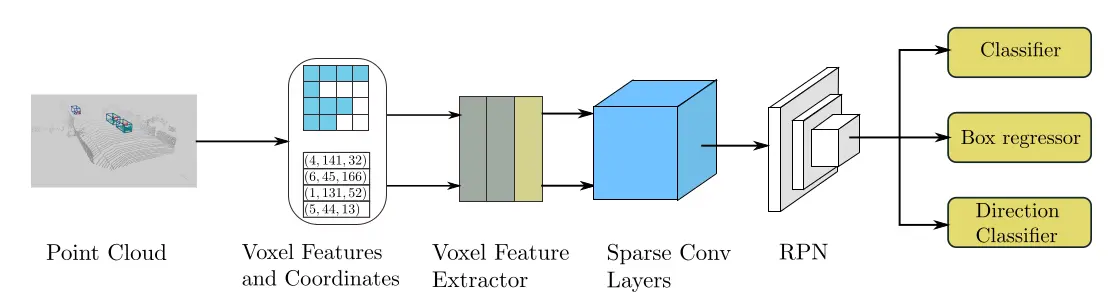 (4, 141, 32)
(6, 45, 166)
(1, 131, 52)
(5, 44, 13)
Point Cloud
Voxel Features
and Coordinates
Voxel Feature
Extractor
Sparse Conv
Layers
RPN
Classifier
Box regressor
Direction
Classifier